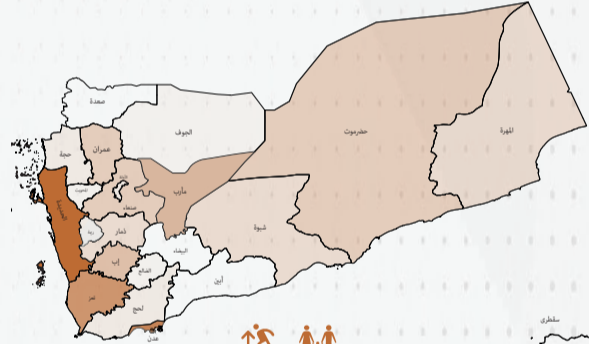 صعدة
الجوف
حضرموت
المهرة
حجة
عمران
مأرب
صنعاء
الحديدة
ذمار
شبوة
البيضاء
إب
الضالع
أبين
تعز
لحج
عدن
سقطرى